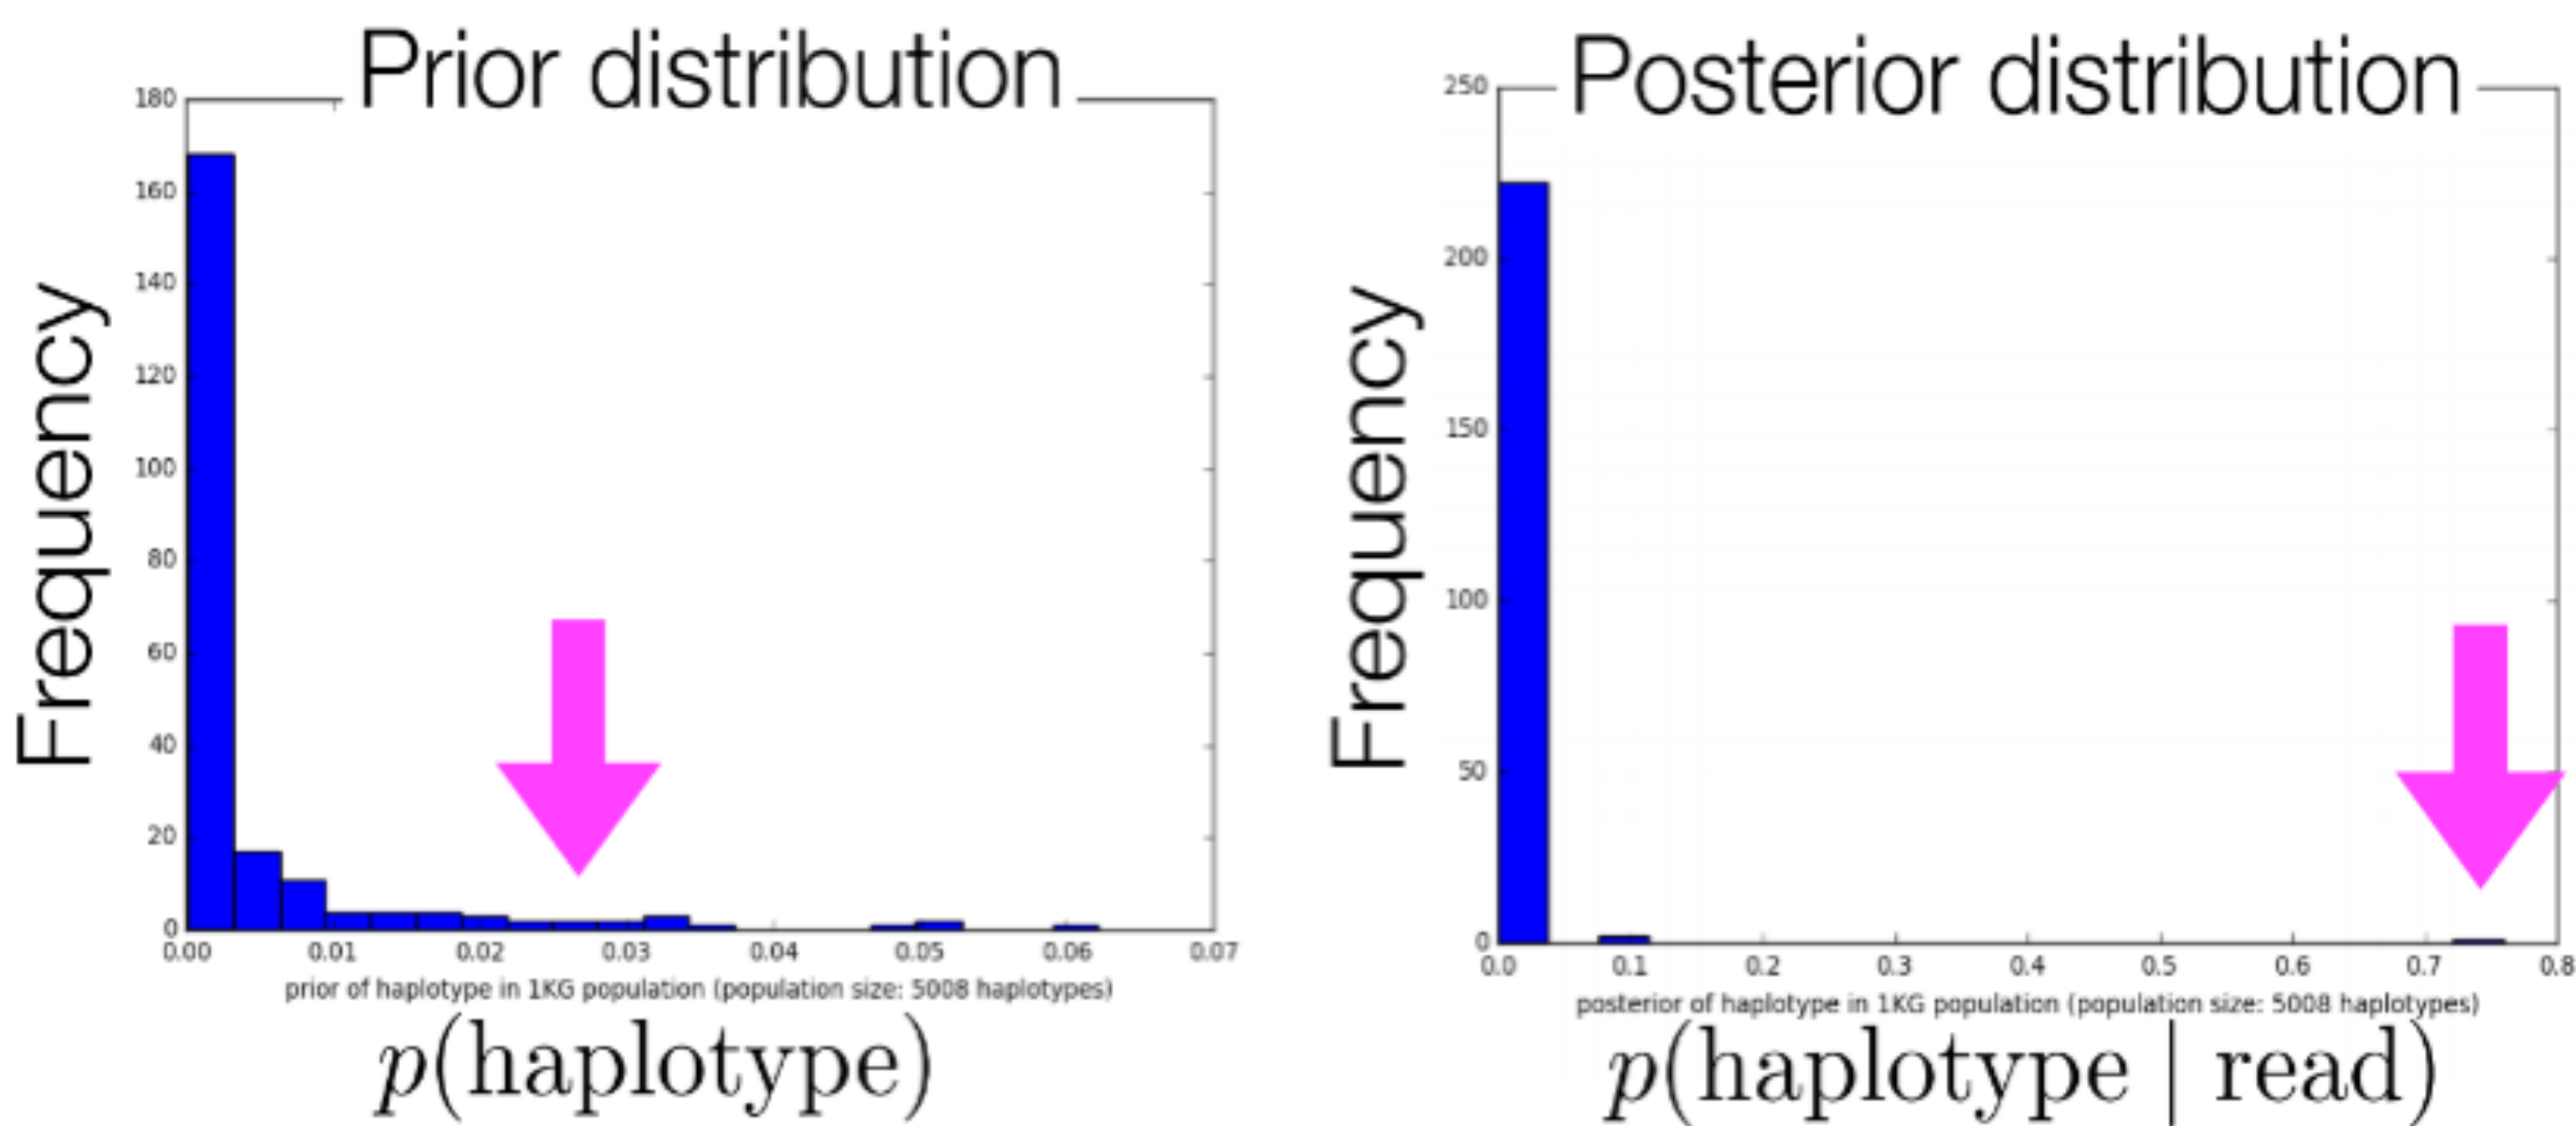 Prior distribution
Frequency
180
160
140
120
100
80
60
40
20
0
0.00 0.01 0.02 0.03 0.04 0.05 0.06 0.07
prior of haplotype in 1KG population (population size: 5008 haplotypes)
p(haplotype)
Posterior distribution
Frequency
250
200
150
100
50
0
0.0 0.1 0.2 0.3 0.4 0.5 0.6 0.7 0.8
posterior of haplotype in 1KG population (population size: 5008 haplotypes)
p(haplotype | read)